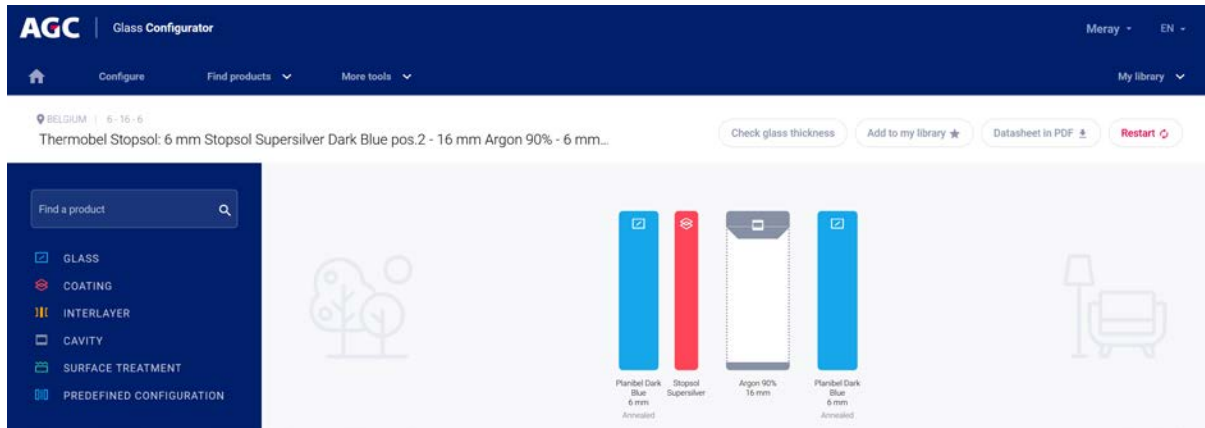 AGC | Glass Configurator
Meray
EN
Configure
Find products
More tools
My library
BELGIUM | 6 - 16 - 6
Thermobel Stopsol: 6 mm Stopsol Supersilver Dark Blue pos.2 - 16 mm Argon 90% - 6 mm...
Check glass thickness
Add to my library
Datasheet in PDF
Restart
Find a product
GLASS
COATING
INTERLAYER
CAVITY
SURFACE TREATMENT
PREDEFINED CONFIGURATION
Planibel Dark
Blue
6 mm
Annealed
Stopsol
Supersilver
Argon 90%
16 mm
Planibel Dark
Blue
6 mm
Annealed